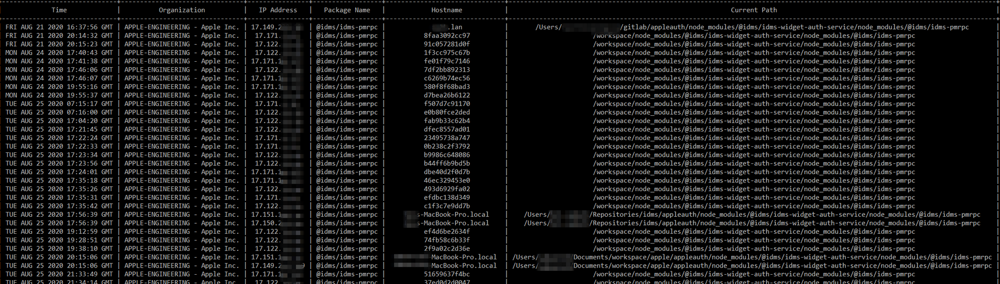 Time | Organization | IP Address | Package Name | Hostname | Current Path
FRI AUG 21 2020 16:37:56 GMT | APPLE-ENGINEERING - Apple Inc. | 17.149.2 | @idms/idms-pmrpc | .lan | /Users/ /gitlab/appleauth/node_modules/@idms/idms-widget-auth-service/node_modules/@idms/idms-pmrpc
FRI AUG 21 2020 20:14:32 GMT | APPLE-ENGINEERING - Apple Inc. | 17.171. | @idms/idms-pmrpc | 8faa3092cc97 | /workspace/node_modules/@idms/idms-widget-auth-service/node_modules/@idms/idms-pmrpc
FRI AUG 21 2020 20:15:23 GMT | APPLE-ENGINEERING - Apple Inc. | 17.122. | @idms/idms-pmrpc | 91c057281d0f | /workspace/node_modules/@idms/idms-widget-auth-service/node_modules/@idms/idms-pmrpc
MON AUG 24 2020 17:40:43 GMT | APPLE-ENGINEERING - Apple Inc. | 17.122. | @idms/idms-pmrpc | 1f3cc975c67b | /workspace/node_modules/@idms/idms-widget-auth-service/node_modules/@idms/idms-pmrpc
MON AUG 24 2020 17:41:38 GMT | APPLE-ENGINEERING - Apple Inc. | 17.171.1 | @idms/idms-pmrpc | fe01f79c7146 | /workspace/node_modules/@idms/idms-widget-auth-service/node_modules/@idms/idms-pmrpc
MON AUG 24 2020 17:46:06 GMT | APPLE-ENGINEERING - Apple Inc. | 17.122. | @idms/idms-pmrpc | 7df2bb892313 | /workspace/node_modules/@idms/idms-widget-auth-service/node_modules/@idms/idms-pmrpc
MON AUG 24 2020 17:46:07 GMT | APPLE-ENGINEERING - Apple Inc. | 17.171.1 | @idms/idms-pmrpc | c6269b74ec56 | /workspace/node_modules/@idms/idms-widget-auth-service/node_modules/@idms/idms-pmrpc
MON AUG 24 2020 19:55:16 GMT | APPLE-ENGINEERING - Apple Inc. | 17.171.1 | @idms/idms-pmrpc | 580f8f68bad3 | /workspace/node_modules/@idms/idms-widget-auth-service/node_modules/@idms/idms-pmrpc
MON AUG 24 2020 19:55:37 GMT | APPLE-ENGINEERING - Apple Inc. | 17.122. | @idms/idms-pmrpc | d7bea26b6122 | /workspace/node_modules/@idms/idms-widget-auth-service/node_modules/@idms/idms-pmrpc
TUE AUG 25 2020 07:15:17 GMT | APPLE-ENGINEERING - Apple Inc. | 17.171. | @idms/idms-pmrpc | f507d7c91170 | /workspace/node_modules/@idms/idms-widget-auth-service/node_modules/@idms/idms-pmrpc
TUE AUG 25 2020 07:16:00 GMT | APPLE-ENGINEERING - Apple Inc. | 17.122. | @idms/idms-pmrpc | e0b80fce2ded | /workspace/node_modules/@idms/idms-widget-auth-service/node_modules/@idms/idms-pmrpc
TUE AUG 25 2020 17:04:20 GMT | APPLE-ENGINEERING - Apple Inc. | 17.122. | @idms/idms-pmrpc | fab9b33c62b4 | /workspace/node_modules/@idms/idms-widget-auth-service/node_modules/@idms/idms-pmrpc
TUE AUG 25 2020 17:21:45 GMT | APPLE-ENGINEERING - Apple Inc. | 17.122. | @idms/idms-pmrpc | dfec8557ad01 | /workspace/node_modules/@idms/idms-widget-auth-service/node_modules/@idms/idms-pmrpc
TUE AUG 25 2020 17:22:24 GMT | APPLE-ENGINEERING - Apple Inc. | 17.171. | @idms/idms-pmrpc | 23495738a747 | /workspace/node_modules/@idms/idms-widget-auth-service/node_modules/@idms/idms-pmrpc
TUE AUG 25 2020 17:22:33 GMT | APPLE-ENGINEERING - Apple Inc. | 17.171. | @idms/idms-pmrpc | 0b238c2f3792 | /workspace/node_modules/@idms/idms-widget-auth-service/node_modules/@idms/idms-pmrpc
TUE AUG 25 2020 17:23:34 GMT | APPLE-ENGINEERING - Apple Inc. | 17.122. | @idms/idms-pmrpc | b9986c648086 | /workspace/node_modules/@idms/idms-widget-auth-service/node_modules/@idms/idms-pmrpc
TUE AUG 25 2020 17:23:56 GMT | APPLE-ENGINEERING - Apple Inc. | 17.122. | @idms/idms-pmrpc | b44ff6b9bd5b | /workspace/node_modules/@idms/idms-widget-auth-service/node_modules/@idms/idms-pmrpc
TUE AUG 25 2020 17:24:01 GMT | APPLE-ENGINEERING - Apple Inc. | 17.171.1 | @idms/idms-pmrpc | dbe40d2f0d7b | /workspace/node_modules/@idms/idms-widget-auth-service/node_modules/@idms/idms-pmrpc
TUE AUG 25 2020 17:35:18 GMT | APPLE-ENGINEERING - Apple Inc. | 17.171.1 | @idms/idms-pmrpc | 46ec329453e0 | /workspace/node_modules/@idms/idms-widget-auth-service/node_modules/@idms/idms-pmrpc
TUE AUG 25 2020 17:35:26 GMT | APPLE-ENGINEERING - Apple Inc. | 17.122. | @idms/idms-pmrpc | 493d6929fa02 | /workspace/node_modules/@idms/idms-widget-auth-service/node_modules/@idms/idms-pmrpc
TUE AUG 25 2020 17:35:31 GMT | APPLE-ENGINEERING - Apple Inc. | 17.171. | @idms/idms-pmrpc | efdbc138d349 | /workspace/node_modules/@idms/idms-widget-auth-service/node_modules/@idms/idms-pmrpc
TUE AUG 25 2020 17:35:42 GMT | APPLE-ENGINEERING - Apple Inc. | 17.122. | @idms/idms-pmrpc | c1f3c7e9dd7b | /workspace/node_modules/@idms/idms-widget-auth-service/node_modules/@idms/idms-pmrpc
TUE AUG 25 2020 17:56:39 GMT | APPLE-ENGINEERING - Apple Inc. | 17.151.1 | @idms/idms-pmrpc | s-MacBook-Pro.local | /Users/ /Repositories/idms/appleauth/node_modules/@idms/idms-widget-auth-service/node_modules/@idms/idms-pmrpc
TUE AUG 25 2020 17:56:39 GMT | APPLE-ENGINEERING - Apple Inc. | 17.150.2 | @idms/idms-pmrpc | s-MacBook-Pro.local | /Users/ /Repositories/idms/appleauth/node_modules/@idms/idms-widget-auth-service/node_modules/@idms/idms-pmrpc
TUE AUG 25 2020 19:12:59 GMT | APPLE-ENGINEERING - Apple Inc. | 17.122. | @idms/idms-pmrpc | ef4d6be2634f | /workspace/node_modules/@idms/idms-widget-auth-service/node_modules/@idms/idms-pmrpc
TUE AUG 25 2020 19:28:51 GMT | APPLE-ENGINEERING - Apple Inc. | 17.122. | @idms/idms-pmrpc | 74fb58c6b33f | /workspace/node_modules/@idms/idms-widget-auth-service/node_modules/@idms/idms-pmrpc
TUE AUG 25 2020 19:38:10 GMT | APPLE-ENGINEERING - Apple Inc. | 17.122. | @idms/idms-pmrpc | 2f9a02c2d36e | /workspace/node_modules/@idms/idms-widget-auth-service/node_modules/@idms/idms-pmrpc
TUE AUG 25 2020 20:15:06 GMT | APPLE-ENGINEERING - Apple Inc. | 17.151.1 | @idms/idms-pmrpc | -MacBook-Pro.local | /Users/ /Documents/workspace/apple/appleauth/node_modules/@idms/idms-widget-auth-service/node_modules/@idms/idms-pmrpc
TUE AUG 25 2020 20:15:06 GMT | APPLE-ENGINEERING - Apple Inc. | 17.149.2 9 | @idms/idms-pmrpc | -MacBook-Pro.local | /Users/ /Documents/workspace/apple/appleauth/node_modules/@idms/idms-widget-auth-service/node_modules/@idms/idms-pmrpc
TUE AUG 25 2020 21:33:49 GMT | APPLE-ENGINEERING - Apple Inc. | 17.171.1 | @idms/idms-pmrpc | 51659637f4bc | /workspace/node_modules/@idms/idms-widget-auth-service/node_modules/@idms/idms-pmrpc
TUE AUG 25 2020 21:34:14 GMT | APPLE-ENGINEERING - Apple Inc. | 17.122. | @idms/idms-pmrpc | 37ed0d2d0047 | /workspace/node_modules/@idms/idms-widget-auth-service/node_modules/@idms/idms-pmrpc